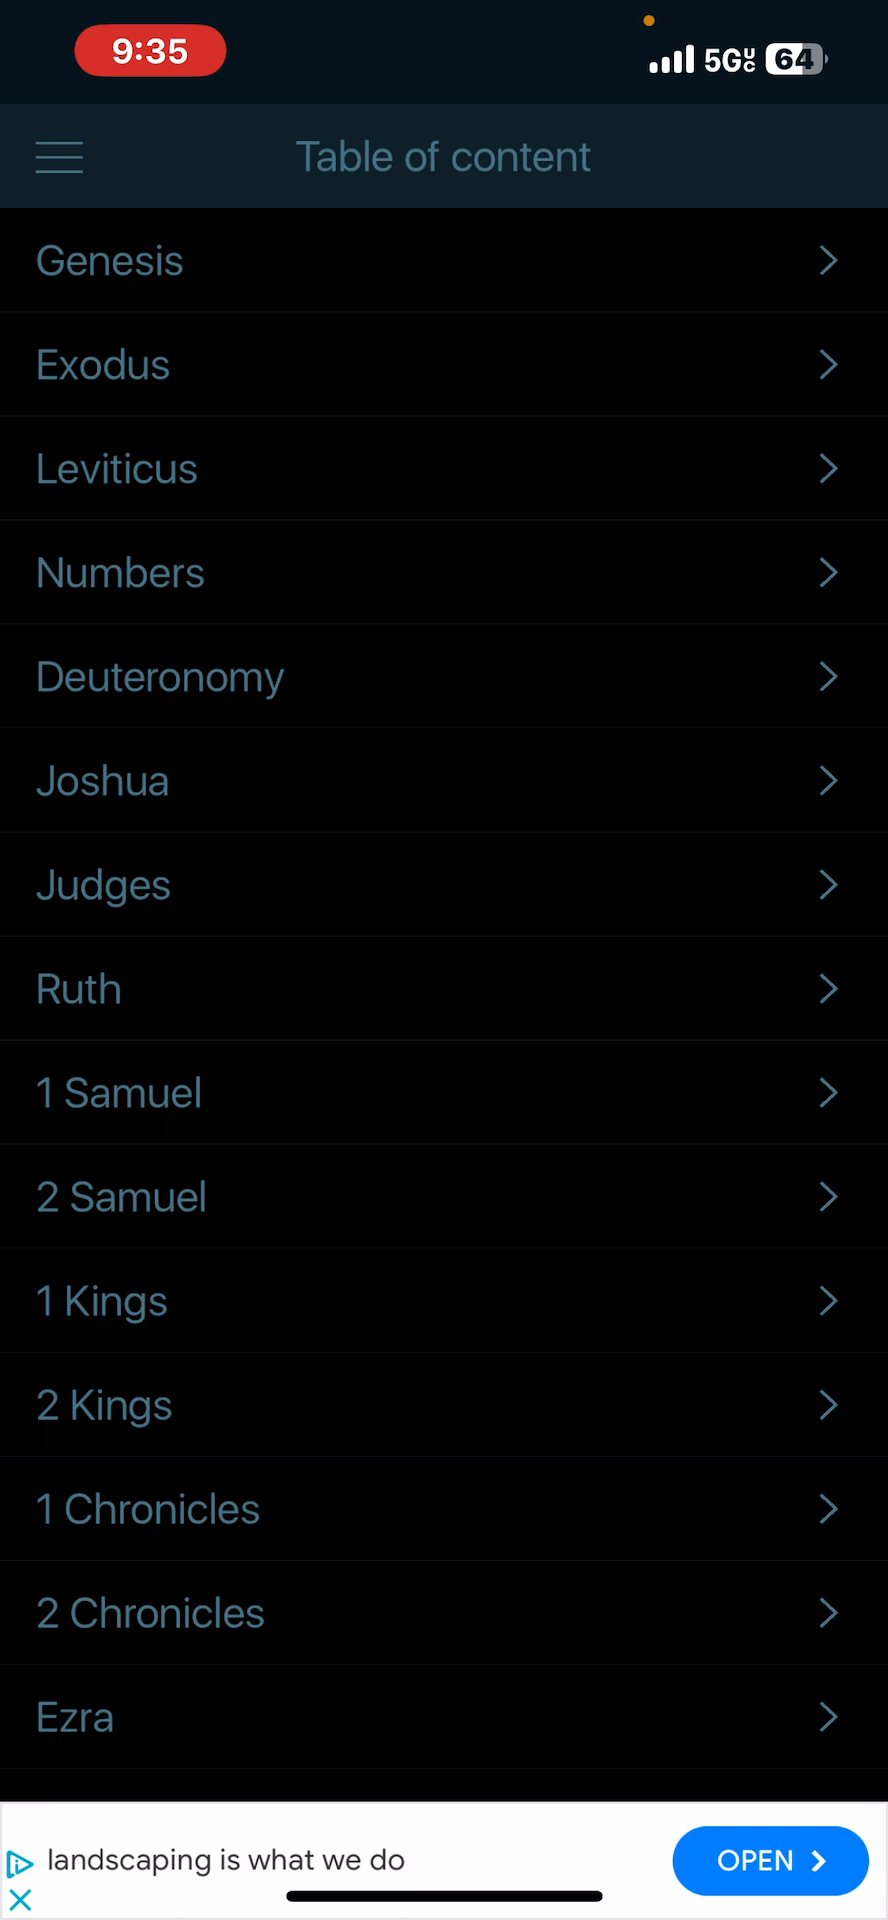 9:35
5G UC 64
Table of content
Genesis
Exodus
Leviticus
Numbers
Deuteronomy
Joshua
Judges
Ruth
1 Samuel
2 Samuel
1 Kings
2 Kings
1 Chronicles
2 Chronicles
Ezra
landscaping is what we do
OPEN